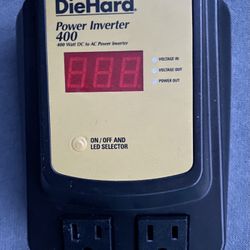 DieHard®
Power Inverter
400
400 Watt DC to AC Power Inverter
888
VOLTAGE IN
VOLTAGE OUT
POWER OUT
ON / OFF AND
LED SELECTOR